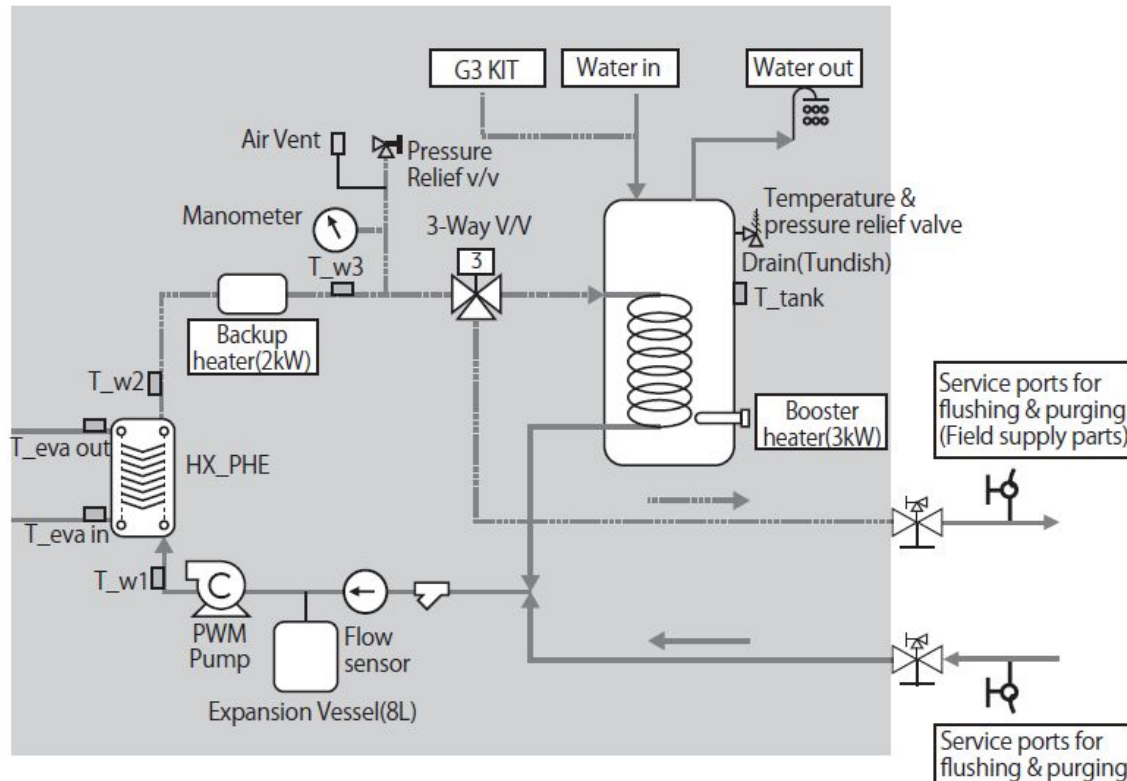 G3 KIT
Water in
Water out
Air Vent
Pressure
Relief v/v
Manometer
3-Way V/V
3
T_w3
Temperature &
pressure relief valve
Drain(Tundish)
T_tank
Backup
heater(2kW)
T_w2
Service ports for
flushing & purging
(Field supply parts)
Booster
heater(3kW)
T_eva out
HX_PHE
T_eva in
T_w1
C
PWM
Pump
Flow
sensor
Expansion Vessel(8L)
Service ports for
flushing & purging